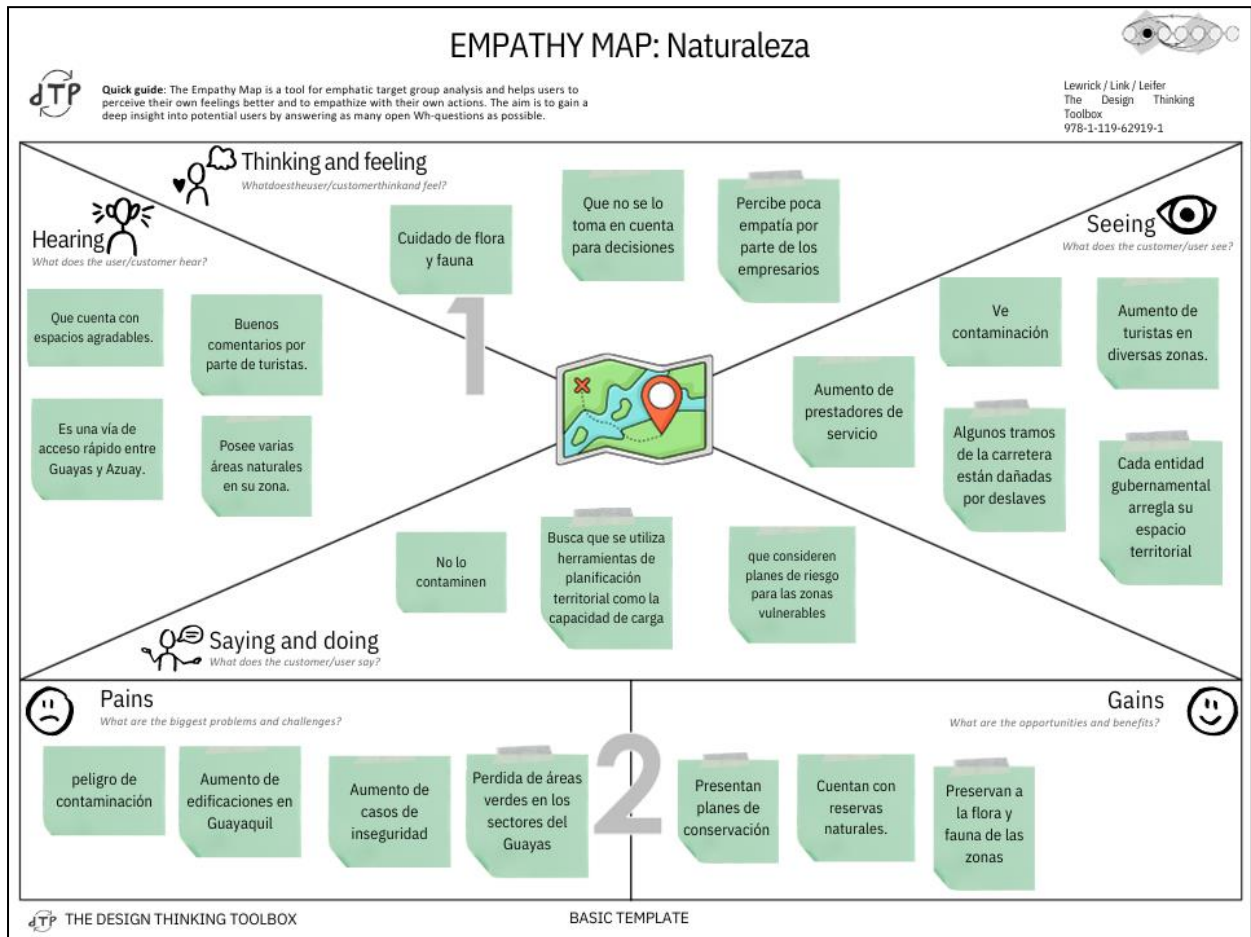 EMPATHY MAP: Naturaleza
dTP
Quick guide: The Empathy Map is a tool for emphatic target group analysis and helps users to
perceive their own feelings better and to empathize with their own actions. The aim is to gain a
deep insight into potential users by answering as many open Wh-questions as possible.
Lewrick / Link / Leifer
The Design Thinking
Toolbox
978-1-119-62919-1
Thinking and feeling
Whatdoestheuser/customerthinkand feel?
Cuidado de flora
y fauna
Que no se lo
toma en cuenta
para decisiones
Percibe poca
empatía por
parte de los
empresarios
1
Hearing
What does the user/customer hear?
Que cuenta con
espacios agradables.
Buenos
comentarios por
parte de turistas.
Es una vía de
acceso rápido entre
Guayas y Azuay.
Posee varias
áreas naturales
en su zona.
Seeing
What does the customer/user see?
Ve
contaminación
Aumento de
turistas en
diversas zonas.
Aumento de
prestadores de
servicio
Algunos tramos
de la carretera
están dañadas
por deslaves
Cada entidad
gubernamental
arregla su
espacio
territorial
No lo
contaminen
Busca que se utiliza
herramientas de
planificación
territorial como la
capacidad de carga
que consideren
planes de riesgo
para las zonas
vulnerables
Saying and doing
What does the customer/user say?
Pains
What are the biggest problems and challenges?
peligro de
contaminación
Aumento de
edificaciones en
Guayaquil
Aumento de
casos de
inseguridad
Perdida de áreas
verdes en los
sectores del
Guayas
2
Gains
What are the opportunities and benefits?
Presentan
planes de
conservación
Cuentan con
reservas
naturales.
Preservan a
la flora y
fauna de las
zonas
dTP THE DESIGN THINKING TOOLBOX
BASIC TEMPLATE